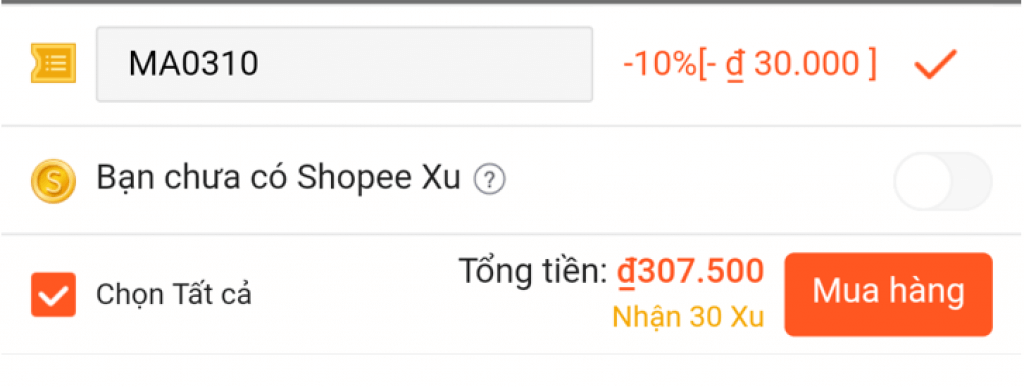 MA0310 -10%[- ₫ 30.000 ]
S Bạn chưa có Shopee Xu ?
Chọn Tất cả Tổng tiền: ₫307.500 Mua hàng
Nhận 30 Xu